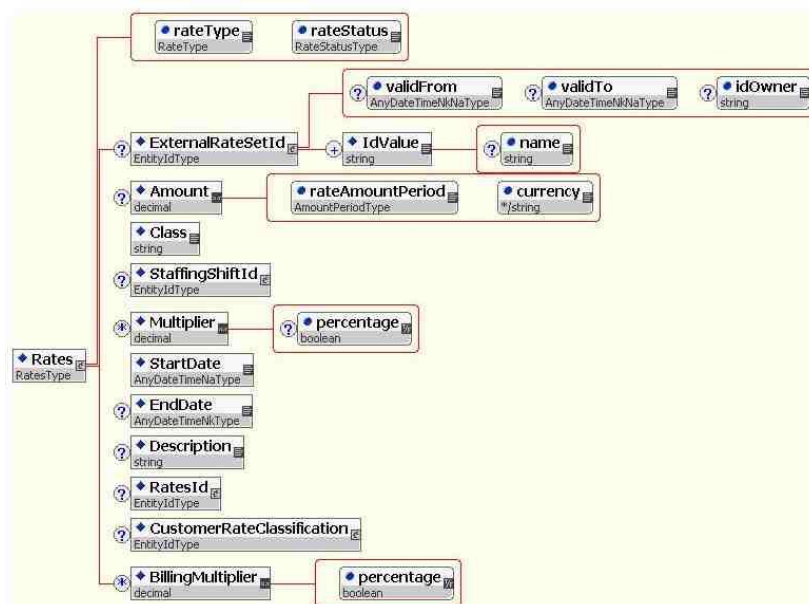 rateType
RateType
rateStatus
RateStatusType
validFrom
AnyDateTimeNkNaType
validTo
AnyDateTimeNkNaType
idOwner
string
ExternalRateSetId
EntityIdType
IdValue
string
name
string
Amount
decimal
rateAmountPeriod
AmountPeriodType
currency
*/string
Class
string
StaffingShiftId
EntityIdType
Multiplier
decimal
percentage
boolean
Rates
RatesType
StartDate
AnyDateTimeNaType
EndDate
AnyDateTimeNkType
Description
string
RatesId
EntityIdType
CustomerRateClassification
EntityIdType
BillingMultiplier
decimal
percentage
boolean